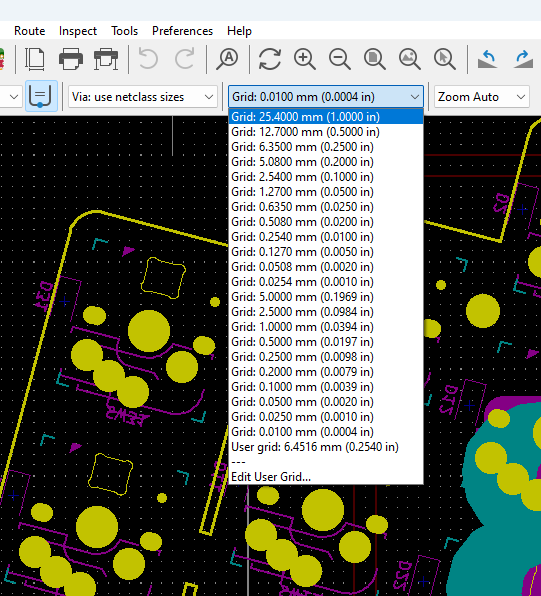 Route Inspect Tools Preferences Help
Via: use netclass sizes Grid: 0.0100 mm (0.0004 in) Zoom Auto
Grid: 25.4000 mm (1.0000 in)
Grid: 12.7000 mm (0.5000 in)
Grid: 6.3500 mm (0.2500 in)
Grid: 5.0800 mm (0.2000 in)
Grid: 2.5400 mm (0.1000 in)
Grid: 1.2700 mm (0.0500 in)
Grid: 0.6350 mm (0.0250 in)
Grid: 0.5080 mm (0.0200 in)
Grid: 0.2540 mm (0.0100 in)
Grid: 0.1270 mm (0.0050 in)
Grid: 0.0508 mm (0.0020 in)
Grid: 0.0254 mm (0.0010 in)
Grid: 5.0000 mm (0.1969 in)
Grid: 2.5000 mm (0.0984 in)
Grid: 1.0000 mm (0.0394 in)
Grid: 0.5000 mm (0.0197 in)
Grid: 0.2500 mm (0.0098 in)
Grid: 0.2000 mm (0.0079 in)
Grid: 0.1000 mm (0.0039 in)
Grid: 0.0500 mm (0.0020 in)
Grid: 0.0250 mm (0.0010 in)
Grid: 0.0100 mm (0.0004 in)
User grid: 6.4516 mm (0.2540 in)
---
Edit User Grid...